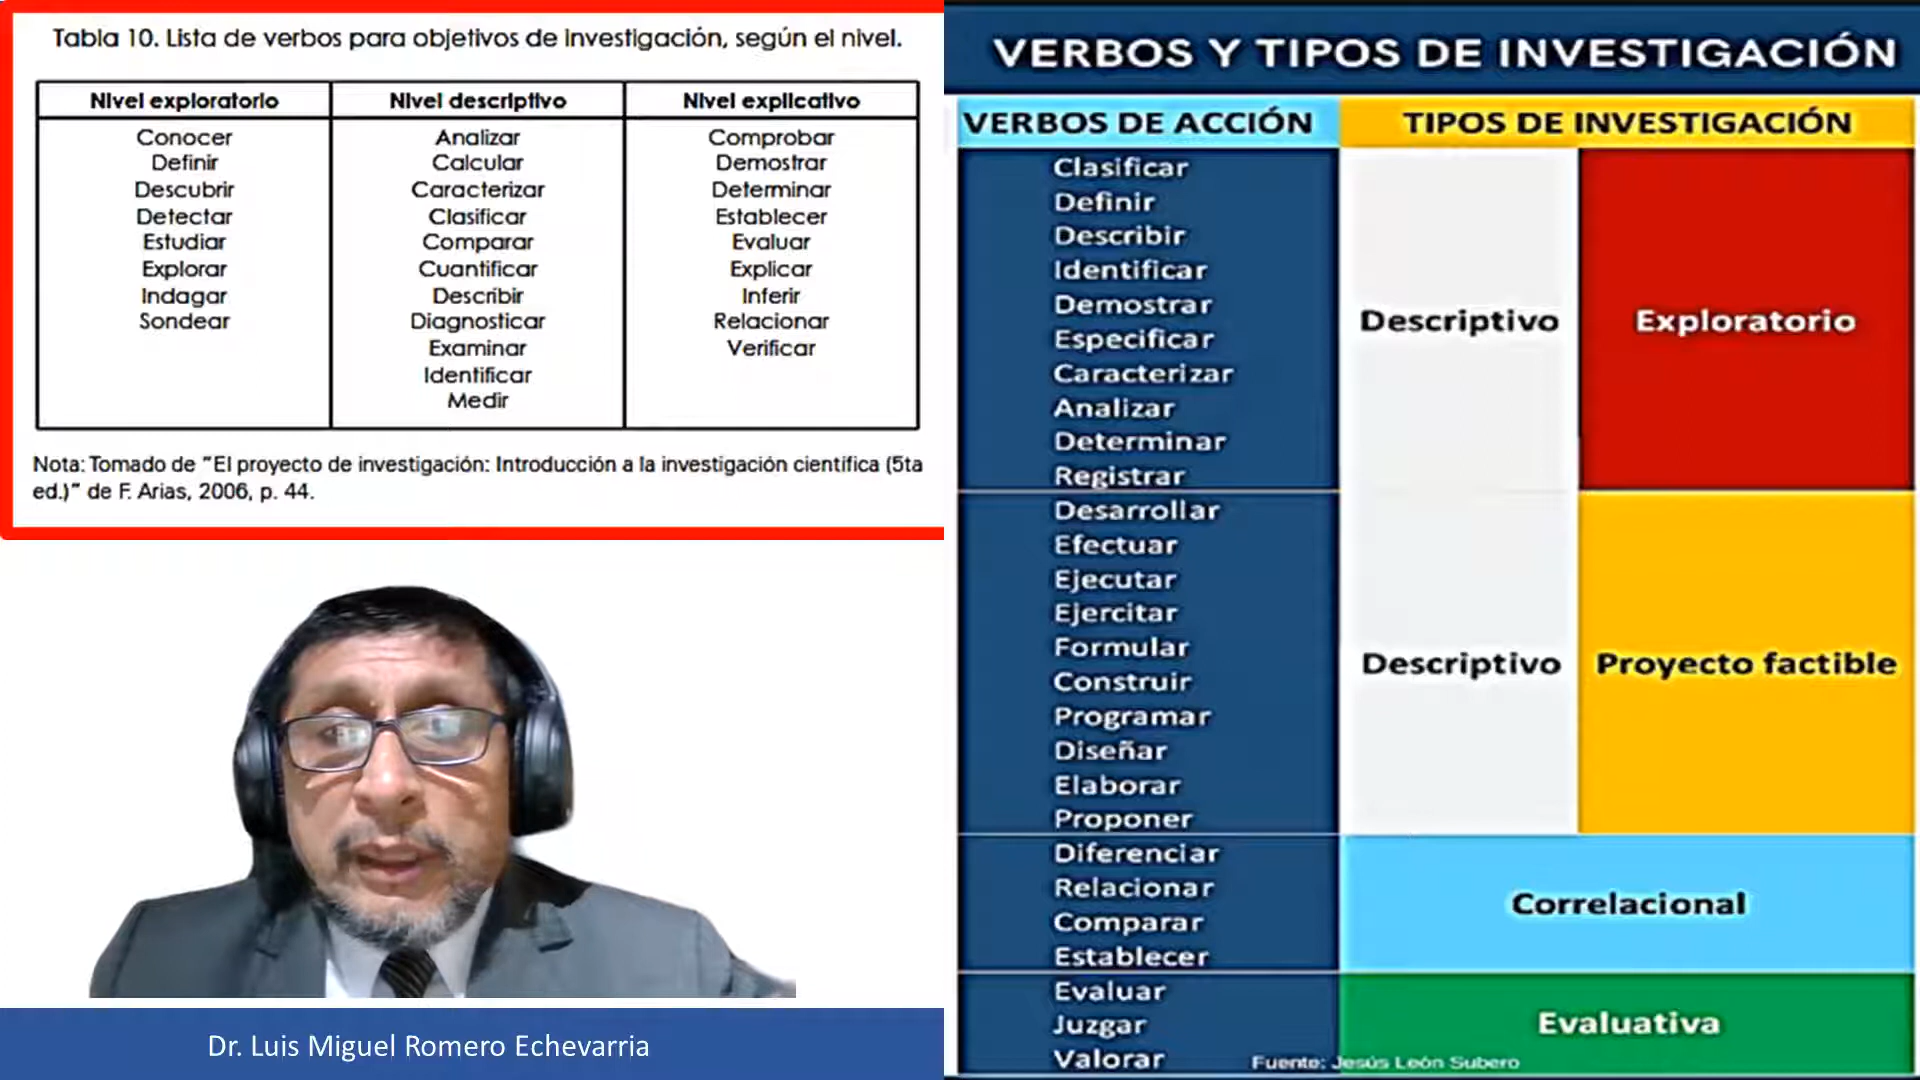 Tabla 10. Lista de verbos para objetivos de investigación, según el nivel.
Nivel exploratorio
Conocer
Definir
Descubrir
Detectar
Estudiar
Explorar
Indagar
Sondear
Nivel descriptivo
Analizar
Calcular
Caracterizar
Clasificar
Comparar
Cuantificar
Describir
Diagnosticar
Examinar
Identificar
Medir
Nivel explicativo
Comprobar
Demostrar
Determinar
Establecer
Evaluar
Explicar
Inferir
Relacionar
Verificar
Nota: Tomado de "El proyecto de investigación: Introducción a la investigación científica (5ta
ed.)" de F. Arias, 2006, p. 44.
Dr. Luis Miguel Romero Echevarria
VERBOS Y TIPOS DE INVESTIGACIÓN
VERBOS DE ACCIÓN
TIPOS DE INVESTIGACIÓN
Clasificar
Definir
Describir
Identificar
Demostrar
Especificar
Caracterizar
Analizar
Determinar
Registrar
Descriptivo
Exploratorio
Desarrollar
Efectuar
Ejecutar
Ejercitar
Formular
Construir
Programar
Diseñar
Elaborar
Proponer
Descriptivo
Proyecto factible
Diferenciar
Relacionar
Comparar
Establecer
Correlacional
Evaluar
Juzgar
Valorar
Evaluativa
Fuente: Jesús León Subero